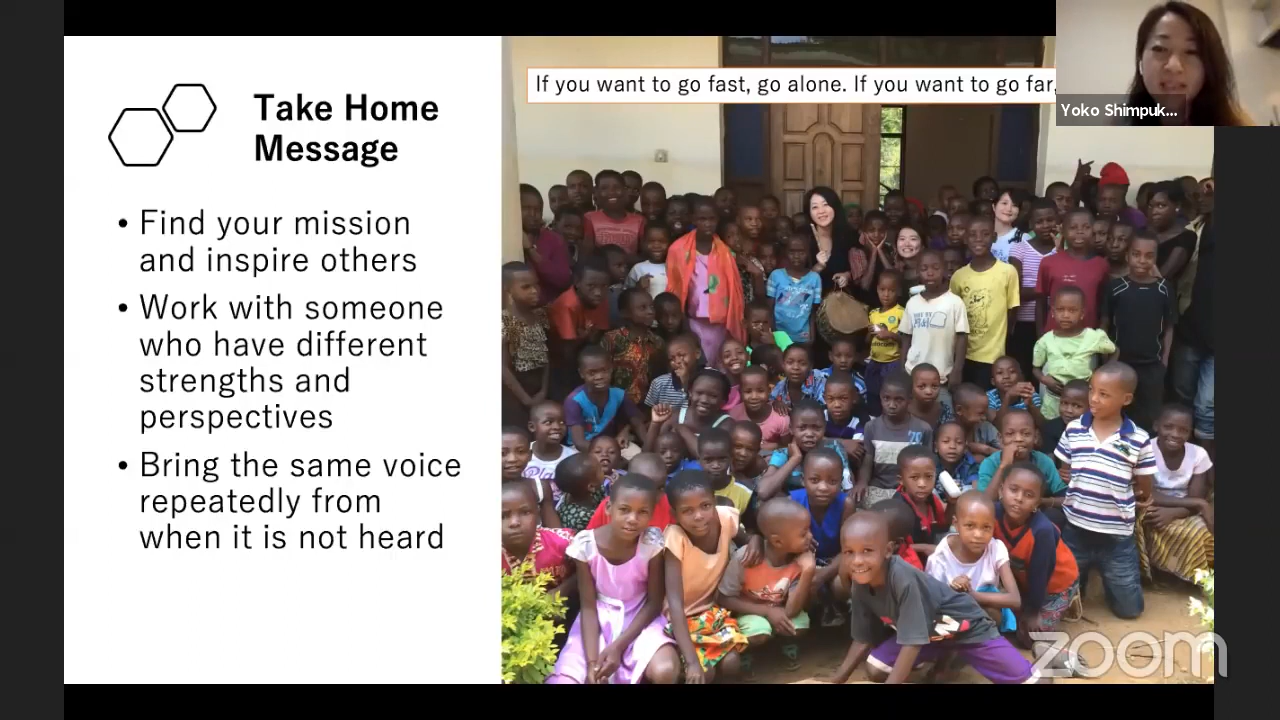 Take Home
Message
• Find your mission
and inspire others
• Work with someone
who have different
strengths and
perspectives
• Bring the same voice
repeatedly from
when it is not heard
If you want to go fast, go alone. If you want to go far,
Yoko Shimpuk...
zoom